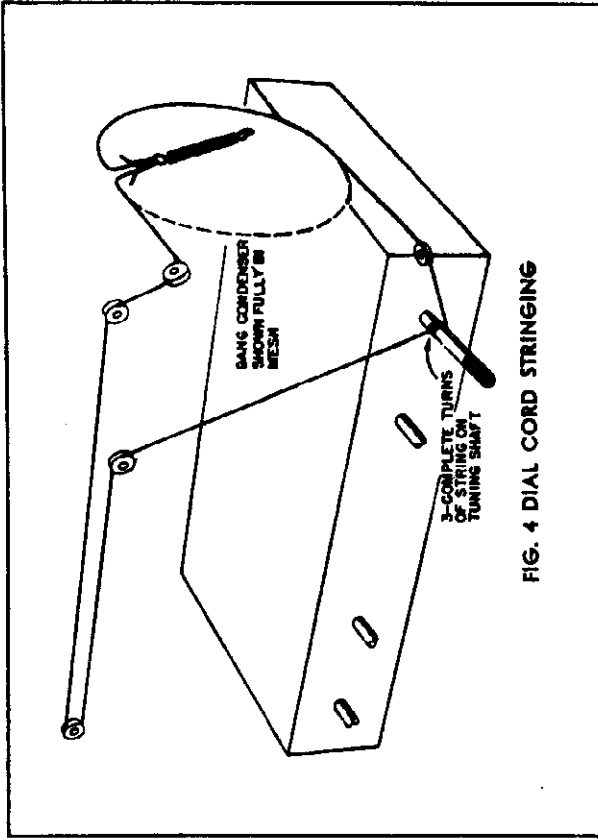 GANG CONDENSER
SHOWN FULLY IN
MESH
3-COMPLETE TURNS
OF STRING ON
TUNING SHAFT
FIG. 4 DIAL CORD STRINGING